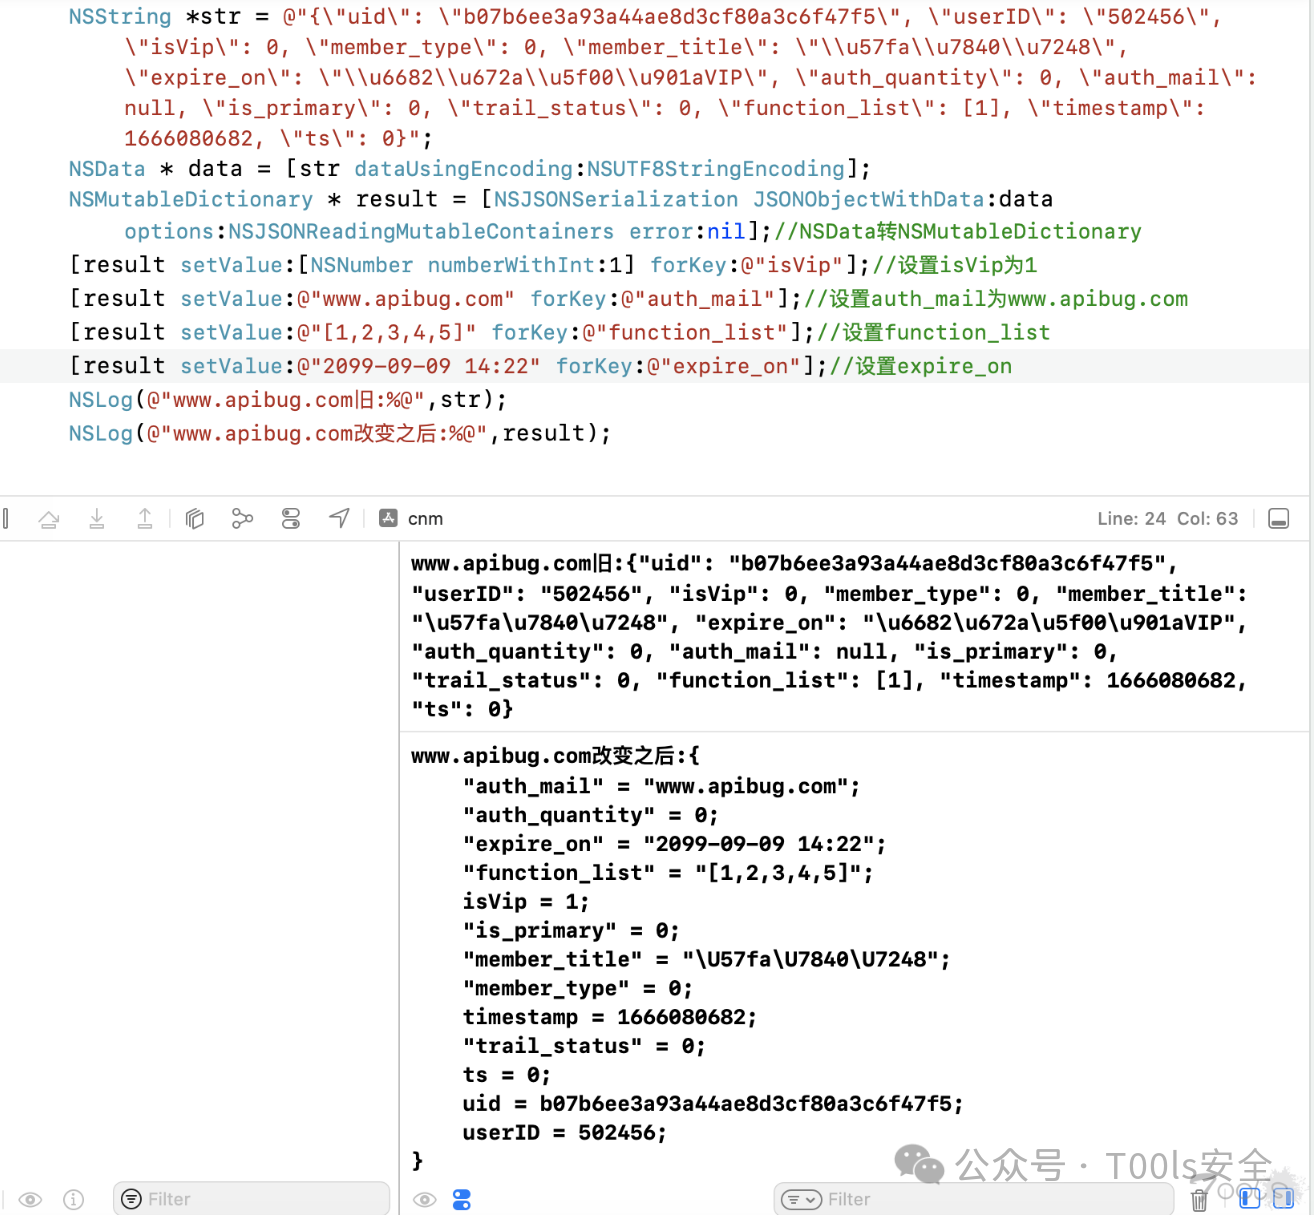 NSString *str = @"{\"uid\": \"b07b6ee3a93a44ae8d3cf80a3c6f47f5\", \"userID\": \"502456\",
\"isVip\": 0, \"member_type\": 0, \"member_title\": \"\\u57fa\\u7840\\u7248\",
\"expire_on\": \"\\u6682\\u672a\\u5f00\\u901aVIP\", \"auth_quantity\": 0, \"auth_mail\":
null, \"is_primary\": 0, \"trail_status\": 0, \"function_list\": [1], \"timestamp\":
1666080682, \"ts\": 0}";
NSData * data = [str dataUsingEncoding:NSUTF8StringEncoding];
NSMutableDictionary * result = [NSJSONSerialization JSONObjectWithData:data
options:NSJSONReadingMutableContainers error:nil];//NSData转NSMutableDictionary
[result setValue:[NSNumber numberWithInt:1] forKey:@"isVip"];//设置isVip为1
[result setValue:@"www.apibug.com" forKey:@"auth_mail"];//设置auth_mail为www.apibug.com
[result setValue:@"[1,2,3,4,5]" forKey:@"function_list"];//设置function_list
[result setValue:@"2099-09-09 14:22" forKey:@"expire_on"];//设置expire_on
NSLog(@"www.apibug.com旧:%@",str);
NSLog(@"www.apibug.com改变之后:%@",result);
cnm
Line: 24 Col: 63
www.apibug.com旧:{"uid": "b07b6ee3a93a44ae8d3cf80a3c6f47f5",
"userID": "502456", "isVip": 0, "member_type": 0, "member_title":
"\u57fa\u7840\u7248", "expire_on": "\u6682\u672a\u5f00\u901aVIP",
"auth_quantity": 0, "auth_mail": null, "is_primary": 0,
"trail_status": 0, "function_list": [1], "timestamp": 1666080682,
"ts": 0}
www.apibug.com改变之后:{
"auth_mail" = "www.apibug.com";
"auth_quantity" = 0;
"expire_on" = "2099-09-09 14:22";
"function_list" = "[1,2,3,4,5]";
isVip = 1;
"is_primary" = 0;
"member_title" = "\U57fa\U7840\U7248";
"member_type" = 0;
timestamp = 1666080682;
"trail_status" = 0;
ts = 0;
uid = b07b6ee3a93a44ae8d3cf80a3c6f47f5;
userID = 502456;
}
公众号 · T00ls安全
Filter
Filter